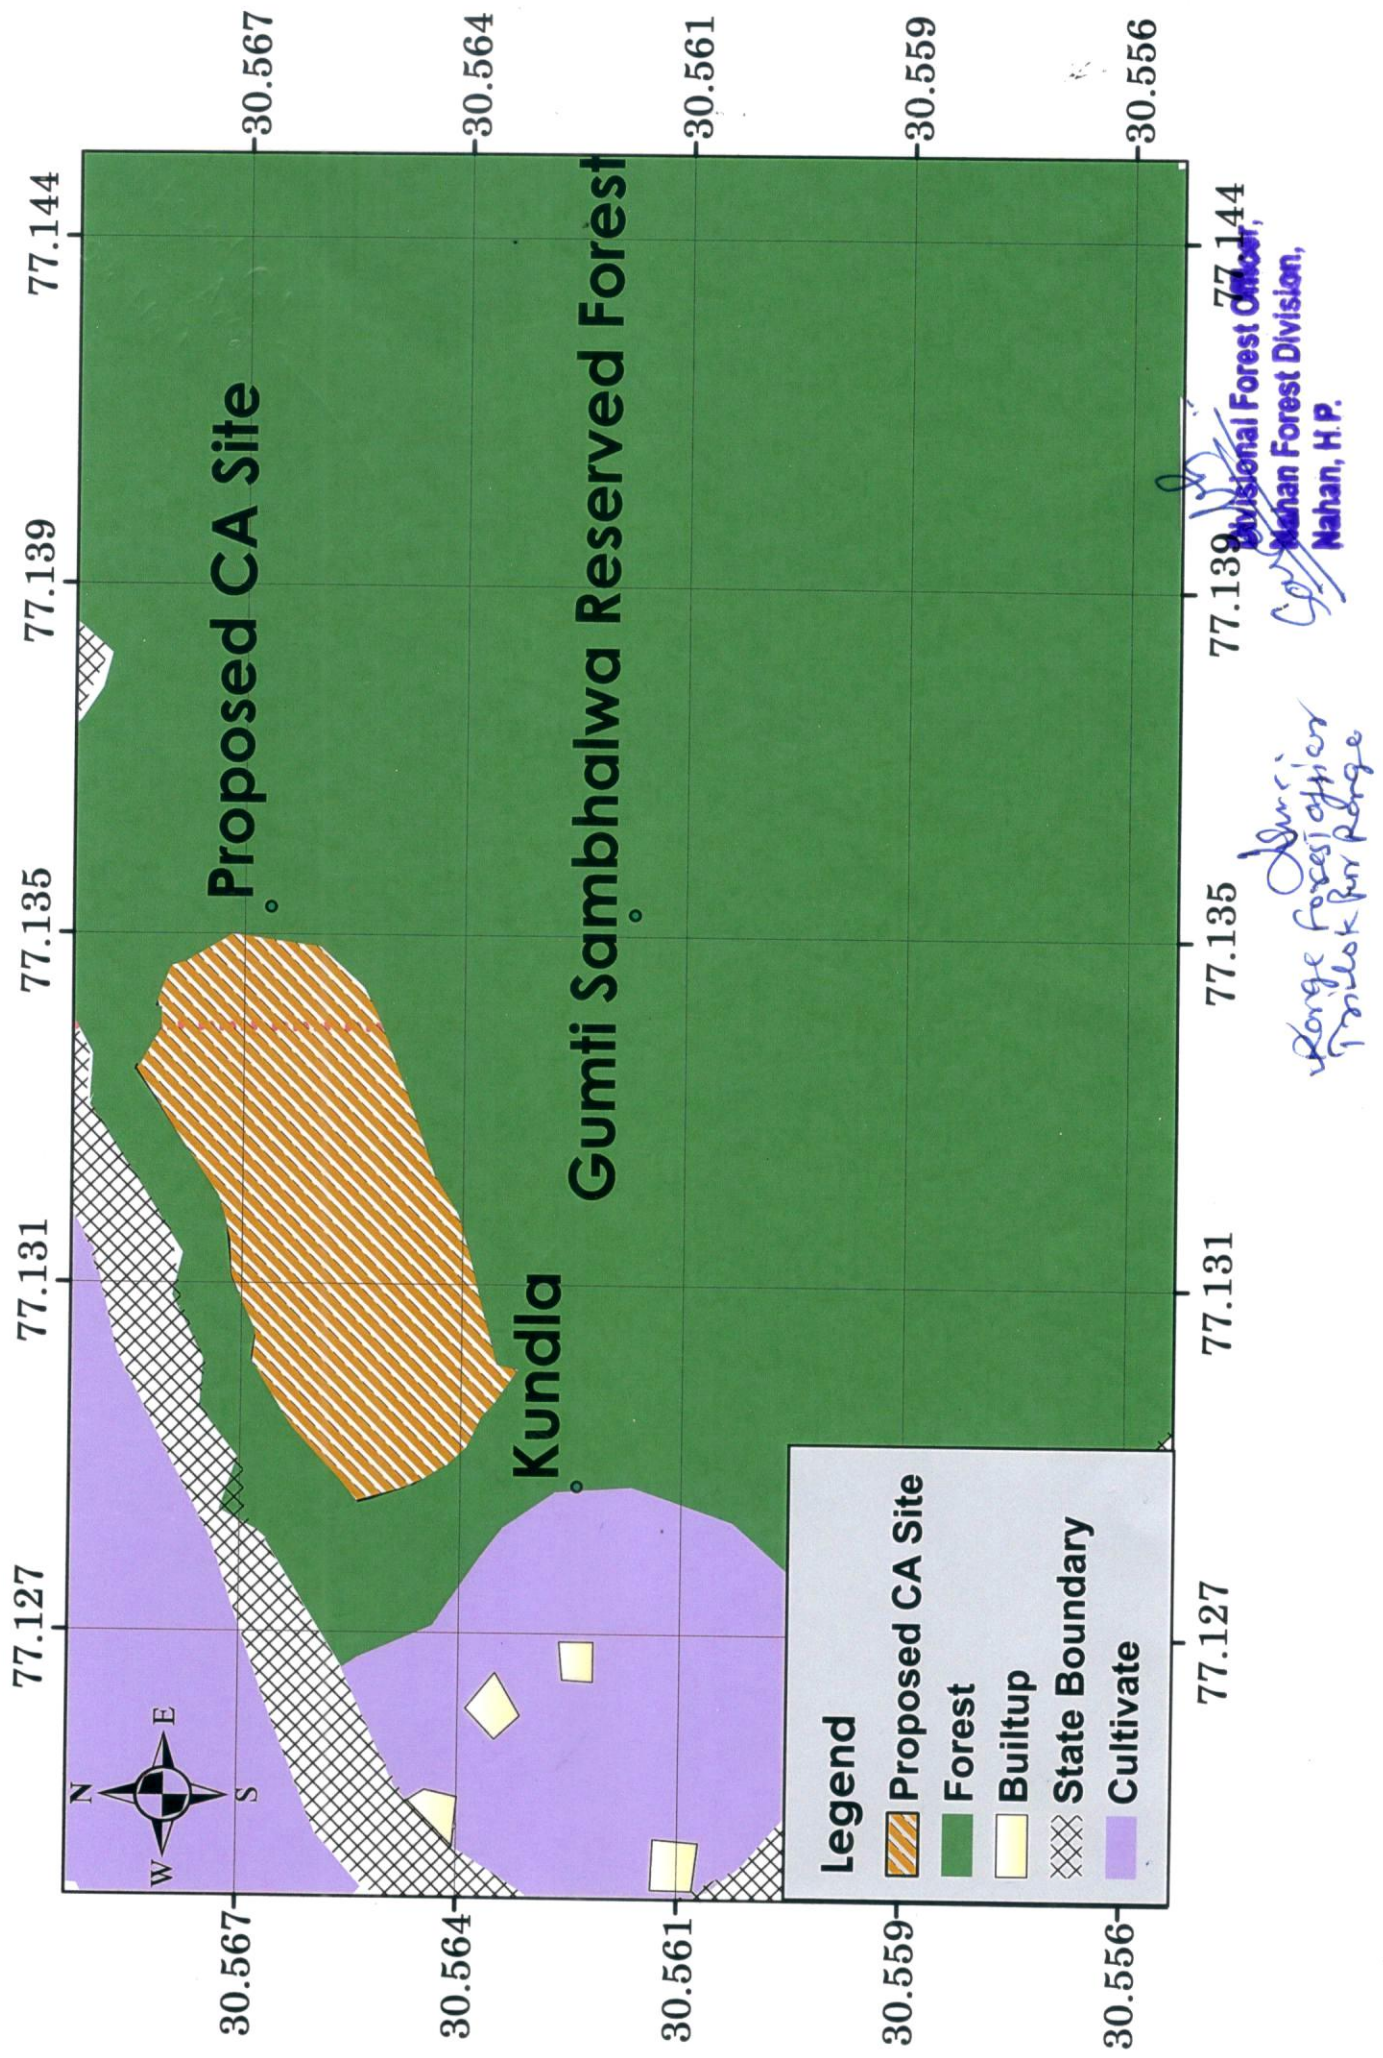 77.127
77.131
77.135
77.139
77.144
30.567
30.567
30.564
30.564
30.561
30.561
30.559
30.559
30.556
30.556
N
W
E
S
Proposed CA Site
Kundla
Gumti Sambhalwa Reserved Forest
Legend
Proposed CA Site
Forest
Builtup
State Boundary
Cultivate
77.127
77.131
77.135
77.139
77.144
Range Forest officer
Trilok pur Range
Divisional Forest Officer,
Nahan Forest Division,
Nahan, H.P.